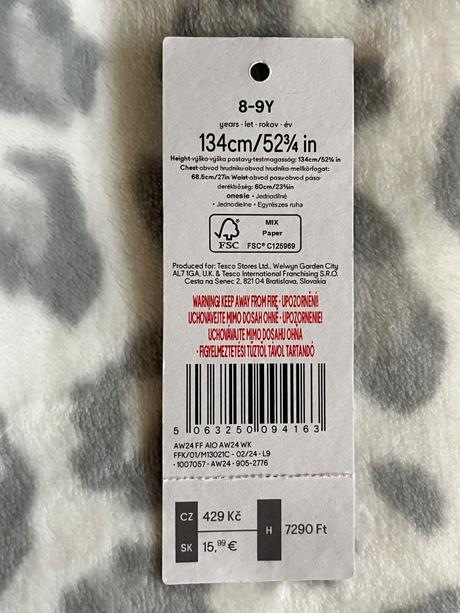 8-9Y
years · let · rokov · év
134cm/52¾ in
Height·výška·výška postavy·testmagasság: 134cm/52¾ in
Chest·obvod hrudníku·obvod hrudníka·mellkörfogat:
68.5cm/27in Waist·obvod pasu·obvod pása·
derékbőség: 60cm/23⅝in
onesie • Jednodílné
• Jednodielne • Egyrészes ruha
FSC
MIX
Paper
FSC® C125969
Produced for: Tesco Stores Ltd., Welwyn Garden City
AL7 1GA, U.K. & Tesco International Franchising S.R.O.
Cesta na Senec 2, 821 04 Bratislava, Slovakia
WARNING! KEEP AWAY FROM FIRE · UPOZORNĚNÍ!
UCHOVÁVEJTE MIMO DOSAH OHNĚ · UPOZORNENIE!
UCHOVÁVAJTE MIMO DOSAHU OHŇA
· FIGYELMEZTETÉS! TŰZTŐL TÁVOL TARTANDÓ
5 063250 094163
AW24 FF AIO AW24 WK
FFK/01/M13021C - 02/24 · L9
· 1007057 · AW24 · 905-2776
CZ 429 Kč
SK 15,99 €
H 7290 Ft